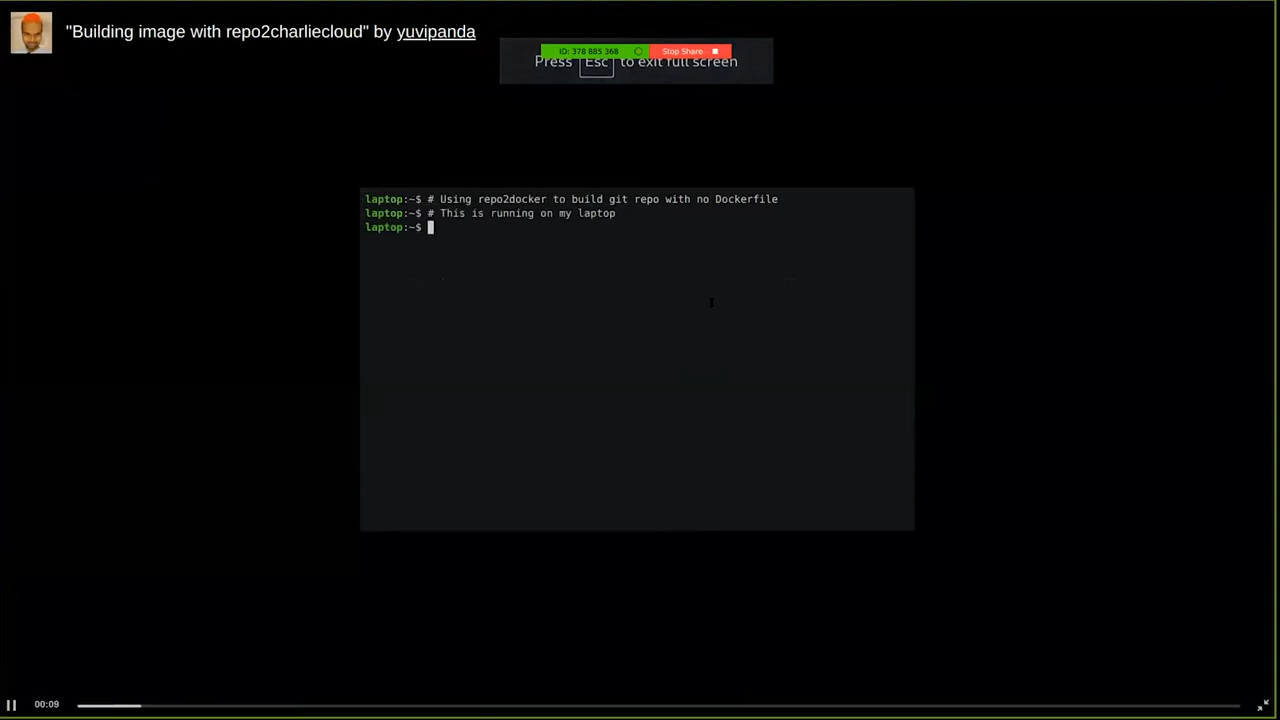 "Building image with repo2charliecloud" by yuvipanda
ID: 378 885 368
Stop Share
Press Esc to exit full screen
laptop:~$ # Using repo2docker to build git repo with no Dockerfile
laptop:~$ # This is running on my laptop
laptop:~$
00:09